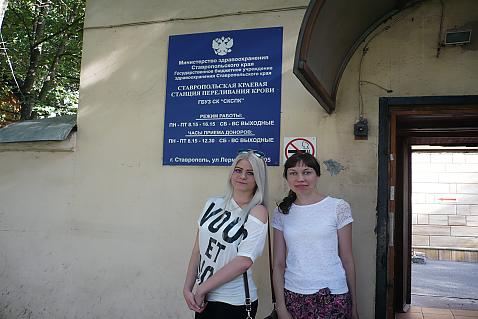 Министерство здравоохранения
Ставропольского края
Государственное бюджетное учреждение
здравоохранения Ставропольского края
СТАВРОПОЛЬСКАЯ КРАЕВАЯ
СТАНЦИЯ ПЕРЕЛИВАНИЯ КРОВИ
ГБУЗ СК "СКСПК"
РЕЖИМ РАБОТЫ:
ПН - ПТ 8.15 - 16.15 СБ - ВС ВЫХОДНЫЕ
ЧАСЫ ПРИЕМА ДОНОРОВ:
ПН - ПТ 8.15 - 12.30 СБ - ВС ВЫХОДНЫЕ
г. Ставрополь, ул.
VOUS
ET